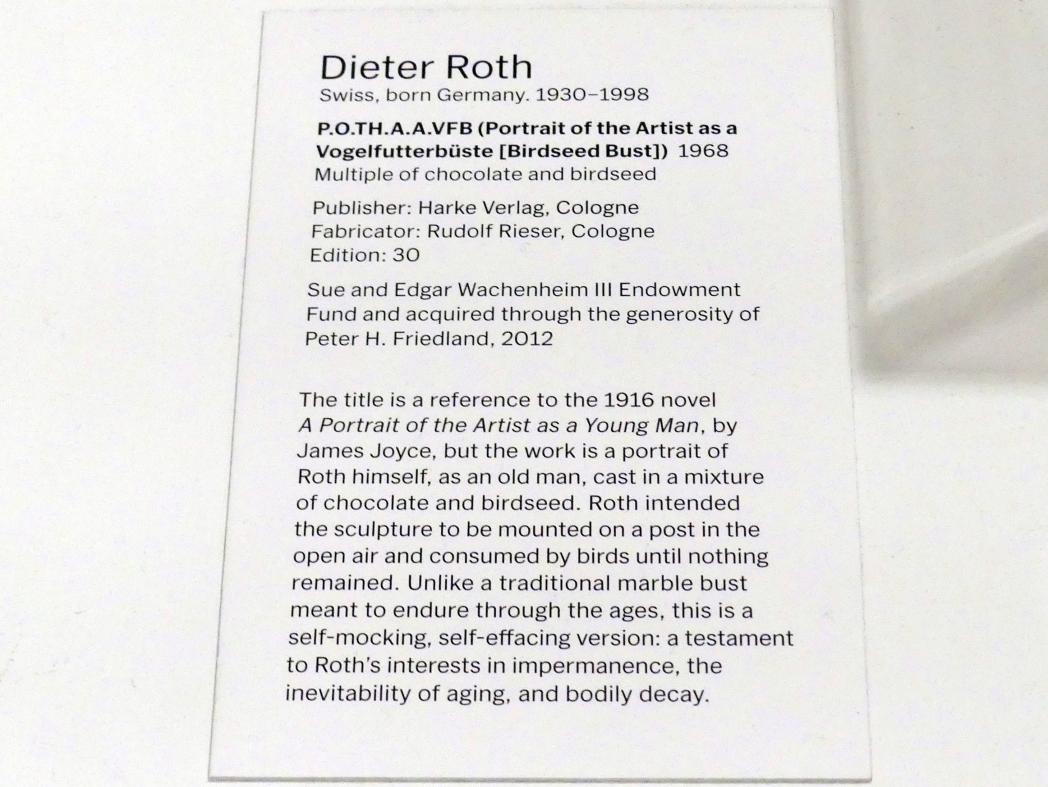 Dieter Roth
Swiss, born Germany. 1930–1998
P.O.TH.A.A.VFB (Portrait of the Artist as a
Vogelfutterbüste [Birdseed Bust]) 1968
Multiple of chocolate and birdseed
Publisher: Harke Verlag, Cologne
Fabricator: Rudolf Rieser, Cologne
Edition: 30
Sue and Edgar Wachenheim III Endowment
Fund and acquired through the generosity of
Peter H. Friedland, 2012
The title is a reference to the 1916 novel
A Portrait of the Artist as a Young Man, by
James Joyce, but the work is a portrait of
Roth himself, as an old man, cast in a mixture
of chocolate and birdseed. Roth intended
the sculpture to be mounted on a post in the
open air and consumed by birds until nothing
remained. Unlike a traditional marble bust
meant to endure through the ages, this is a
self-mocking, self-effacing version: a testament
to Roth’s interests in impermanence, the
inevitability of aging, and bodily decay.